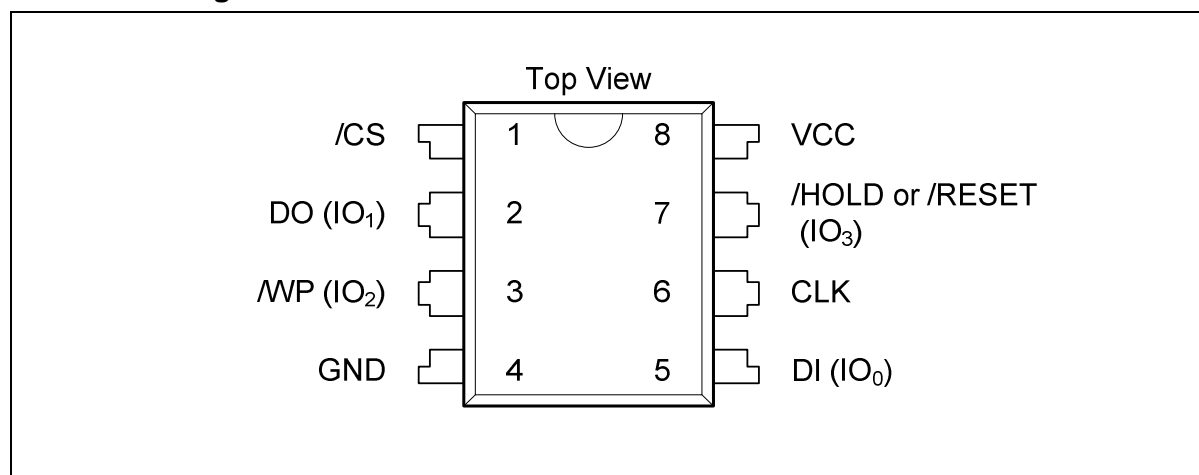 Top View
/CS 1 8 VCC
DO (IO₁) 2 7 /HOLD or /RESET
(IO₃)
/WP (IO₂) 3 6 CLK
GND 4 5 DI (IO₀)